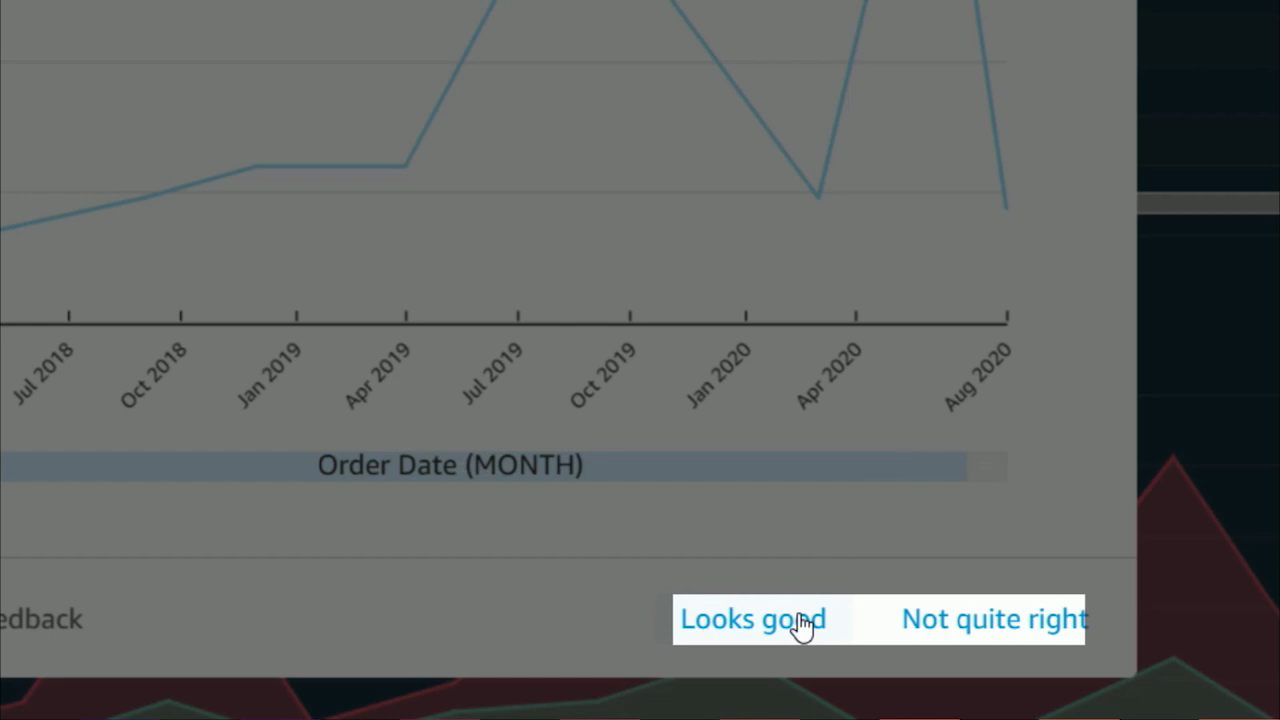 Jul 2018
Oct 2018
Jan 2019
Apr 2019
Jul 2019
Oct 2019
Jan 2020
Apr 2020
Aug 2020
Order Date (MONTH)
edback
Looks good
Not quite right